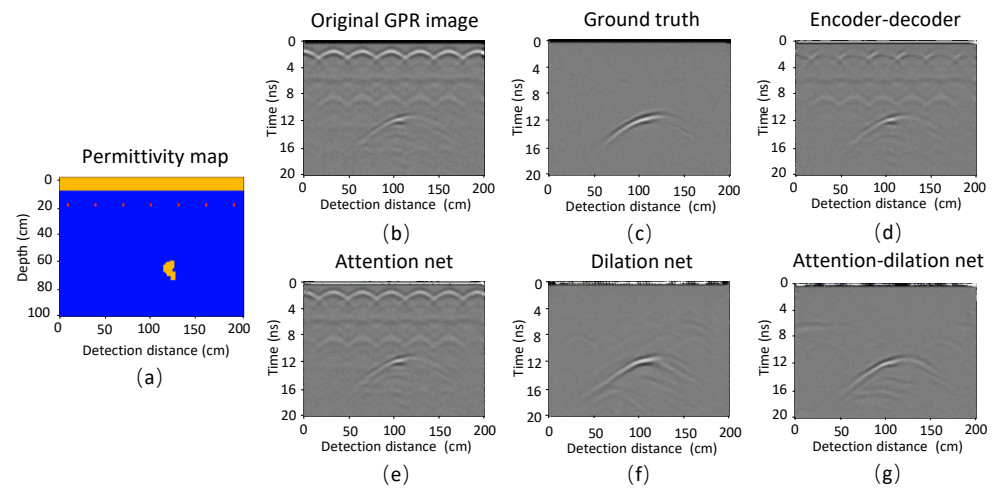 Permittivity map
0
20
40
60
80
100
Depth (cm)
0 50 100 150 200
Detection distance (cm)
(a)
Original GPR image
0
4
8
12
16
20
Time (ns)
0 50 100 150 200
Detection distance (cm)
(b)
Ground truth
0
4
8
12
16
20
Time (ns)
0 50 100 150 200
Detection distance (cm)
(c)
Encoder-decoder
0
4
8
12
16
20
Time (ns)
0 50 100 150 200
Detection distance (cm)
(d)
Attention net
0
4
8
12
16
20
Time (ns)
0 50 100 150 200
Detection distance (cm)
(e)
Dilation net
0
4
8
12
16
20
Time (ns)
0 50 100 150 200
Detection distance (cm)
(f)
Attention-dilation net
0
4
8
12
16
20
Time (ns)
0 50 100 150 200
Detection distance (cm)
(g)